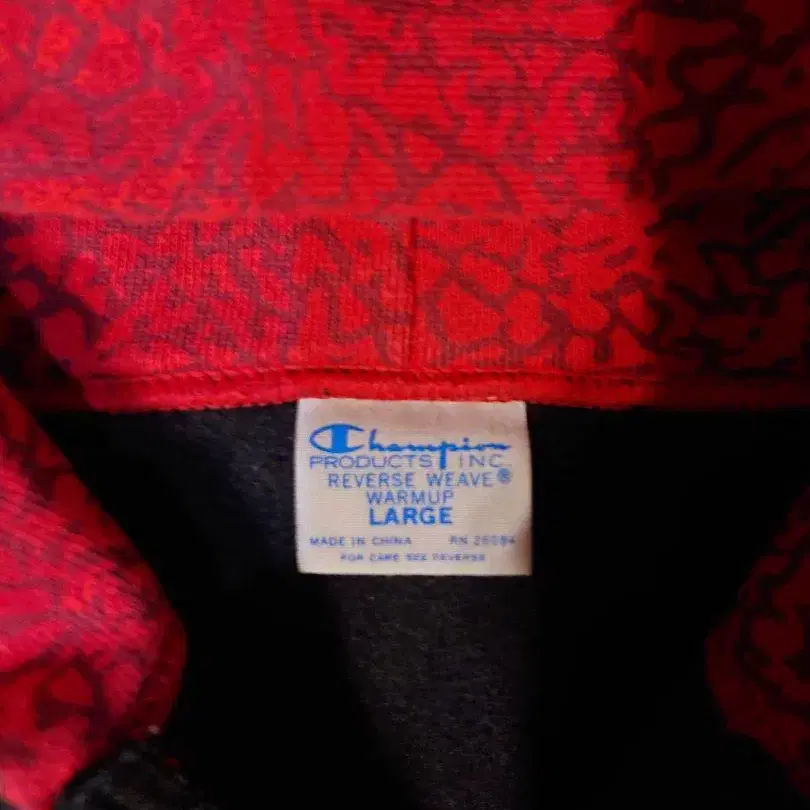 Champion
PRODUCTS INC.
REVERSE WEAVE®
WARMUP
LARGE
MADE IN CHINA RN 26094
FOR CARE SEE REVERSE